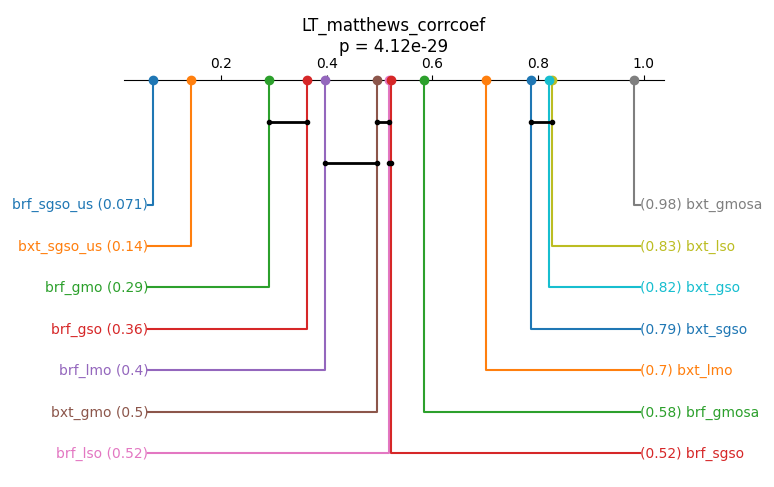 LT_matthews_corrcoef
p = 4.12e-29
0.2 0.4 0.6 0.8 1.0
brf_sgso_us (0.071) (0.98) bxt_gmosa
bxt_sgso_us (0.14) (0.83) bxt_lso
brf_gmo (0.29) (0.82) bxt_gso
brf_gso (0.36) (0.79) bxt_sgso
brf_lmo (0.4) (0.7) bxt_lmo
bxt_gmo (0.5) (0.58) brf_gmosa
brf_lso (0.52) (0.52) brf_sgso